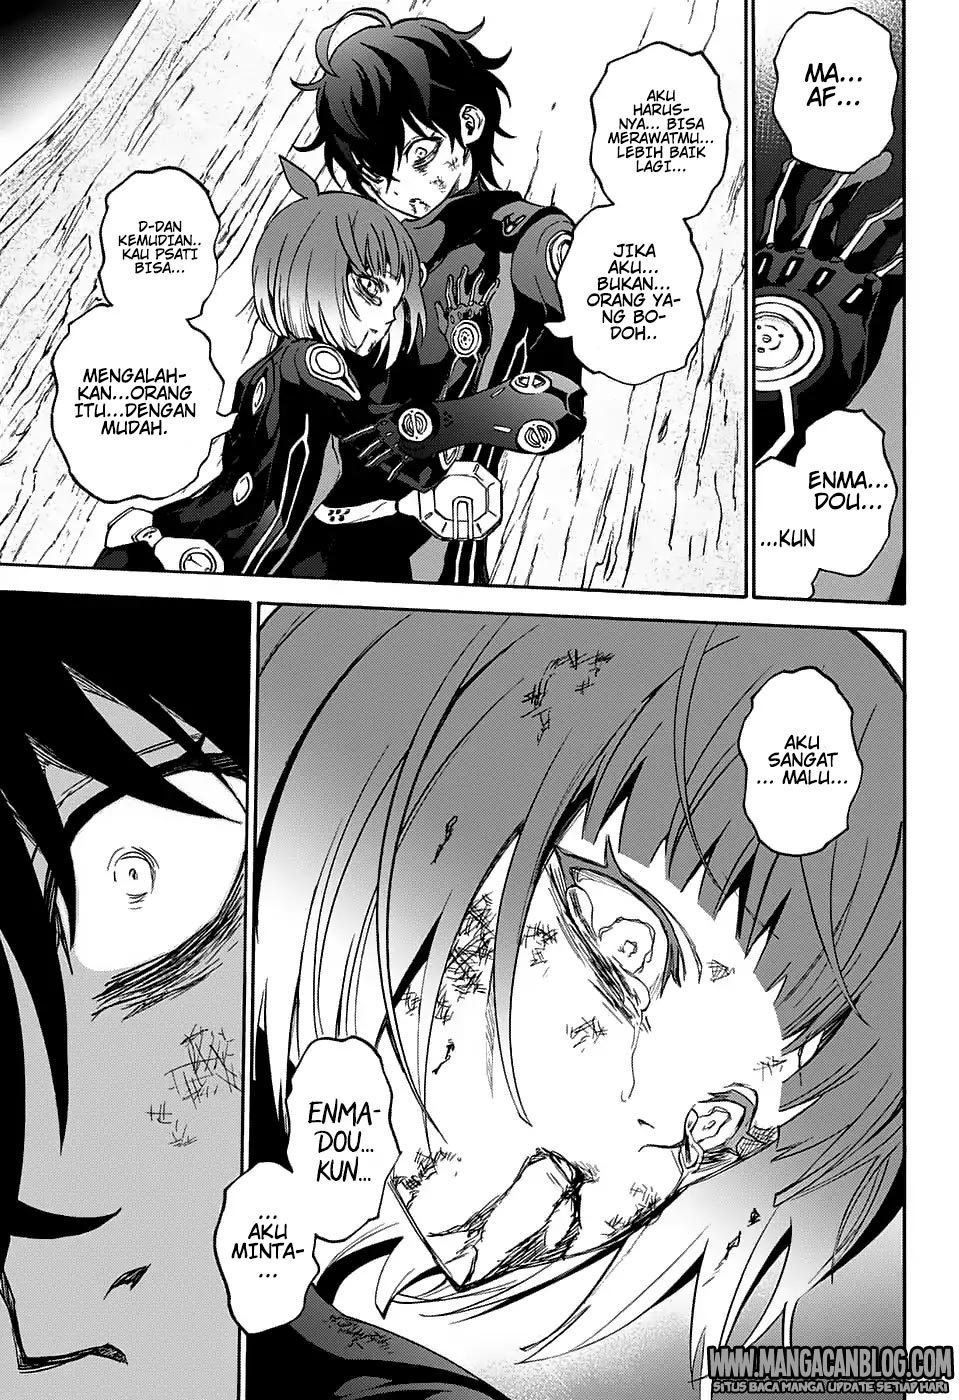 MA...
AF...
ENMA...
DOU...
...KUN
AKU
HARUS-
NYA... BISA
MERAWATMU...
LEBIH BAIK
LAGI...
JIKA
AKU...
BUKAN...
ORANG YA-
NG BO-
DOH..
D-DAN
KEMUDIAN..
KAU PSATI
BISA...
MENGALAH-
KAN...ORANG
ITU...DENGAN
MUDAH.
AKU
SANGAT
... MALU...
ENMA-
DOU...
KUN...
...
AKU
MINTA-
...
WWW.MANGACANBLOG.COM
SITUS BACA MANGA UPDATE SETIAP HARI